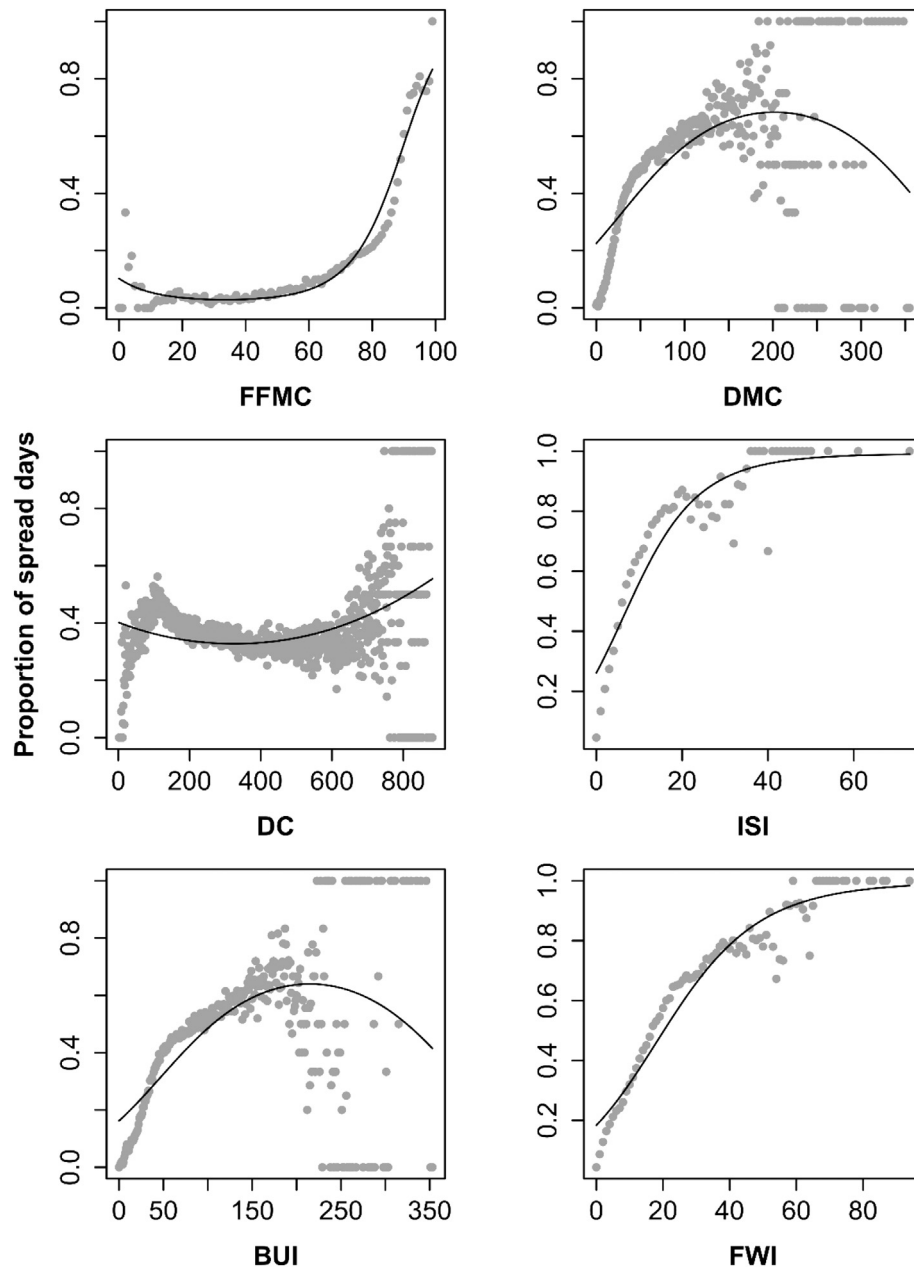 0.0 0.4 0.8
0 20 40 60 80 100
FFMC
0.0 0.4 0.8
0 100 200 300
DMC
Proportion of spread days
0.0 0.4 0.8
0 200 400 600 800
DC
0.2 0.4 0.6 0.8 1.0
0 20 40 60
ISI
0.0 0.4 0.8
0 50 150 250 350
BUI
0.2 0.4 0.6 0.8 1.0
0 20 40 60 80
FWI